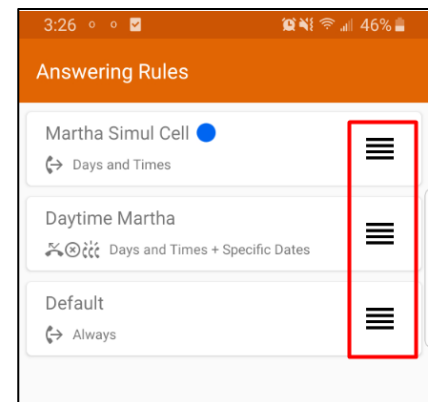 3:26 46%
Answering Rules
Martha Simul Cell
Days and Times
Daytime Martha
Days and Times + Specific Dates
Default
Always